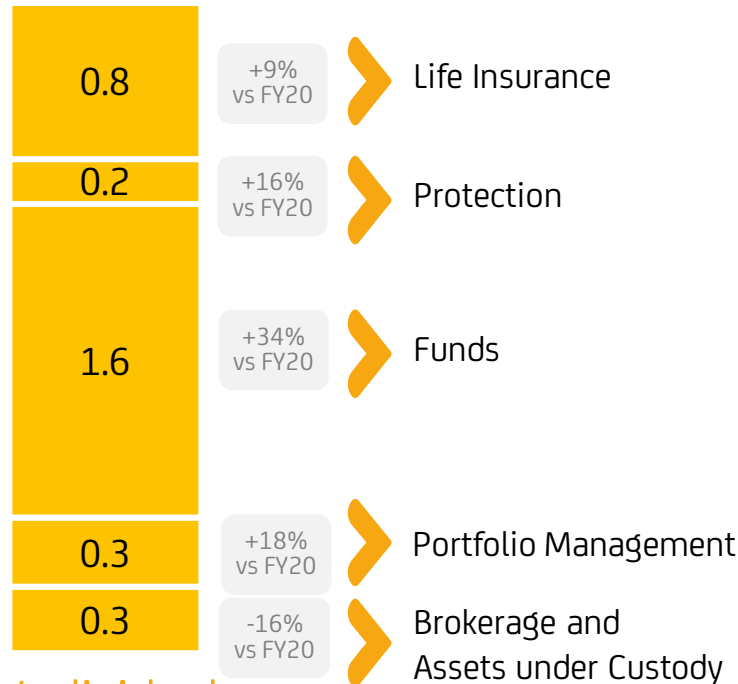 0.8
+9%
vs FY20
Life Insurance
0.2
+16%
vs FY20
Protection
1.6
+34%
vs FY20
Funds
0.3
+18%
vs FY20
Portfolio Management
0.3
-16%
vs FY20
Brokerage and
Assets under Custody